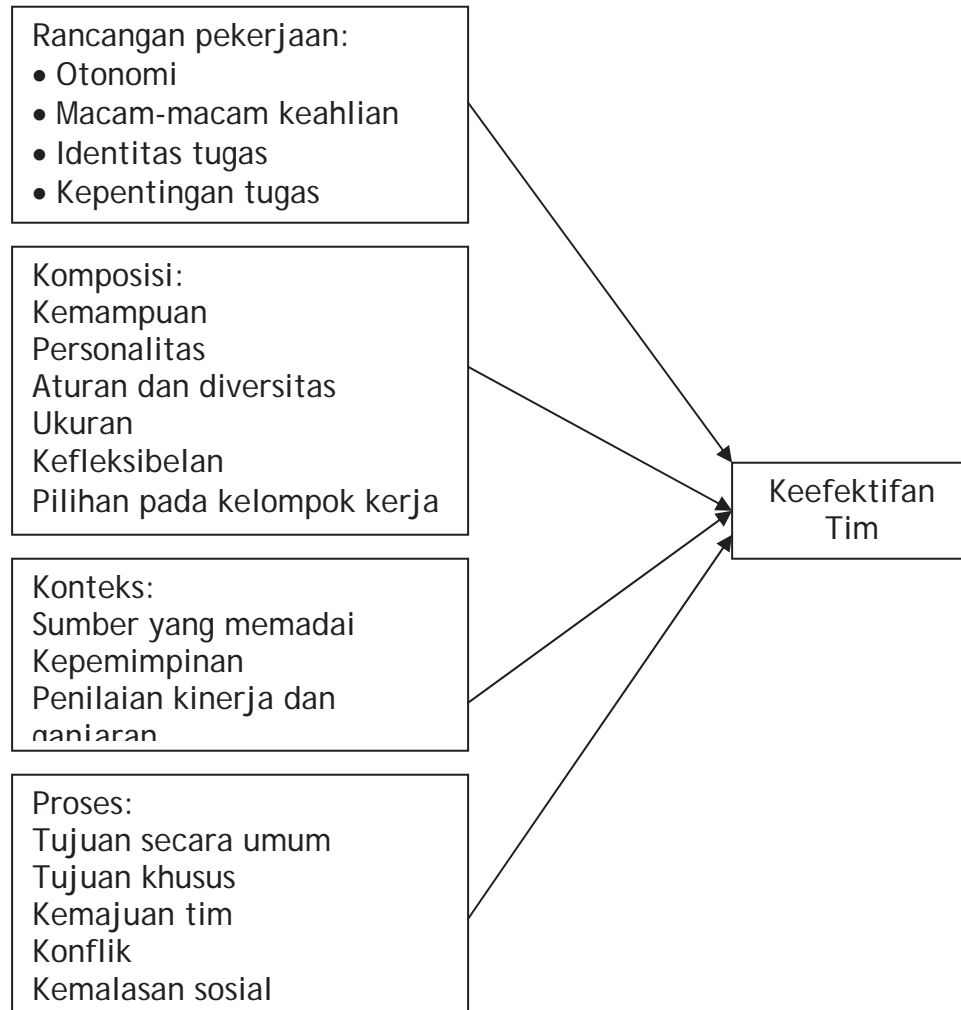 Rancangan pekerjaan:
• Otonomi
• Macam-macam keahlian
• Identitas tugas
• Kepentingan tugas
Komposisi:
Kemampuan
Personalitas
Aturan dan diversitas
Ukuran
Kefleksibelan
Pilihan pada kelompok kerja
Konteks:
Sumber yang memadai
Kepemimpinan
Penilaian kinerja dan
ganjaran
Proses:
Tujuan secara umum
Tujuan khusus
Kemajuan tim
Konflik
Kemalasan sosial
Keefektifan
Tim